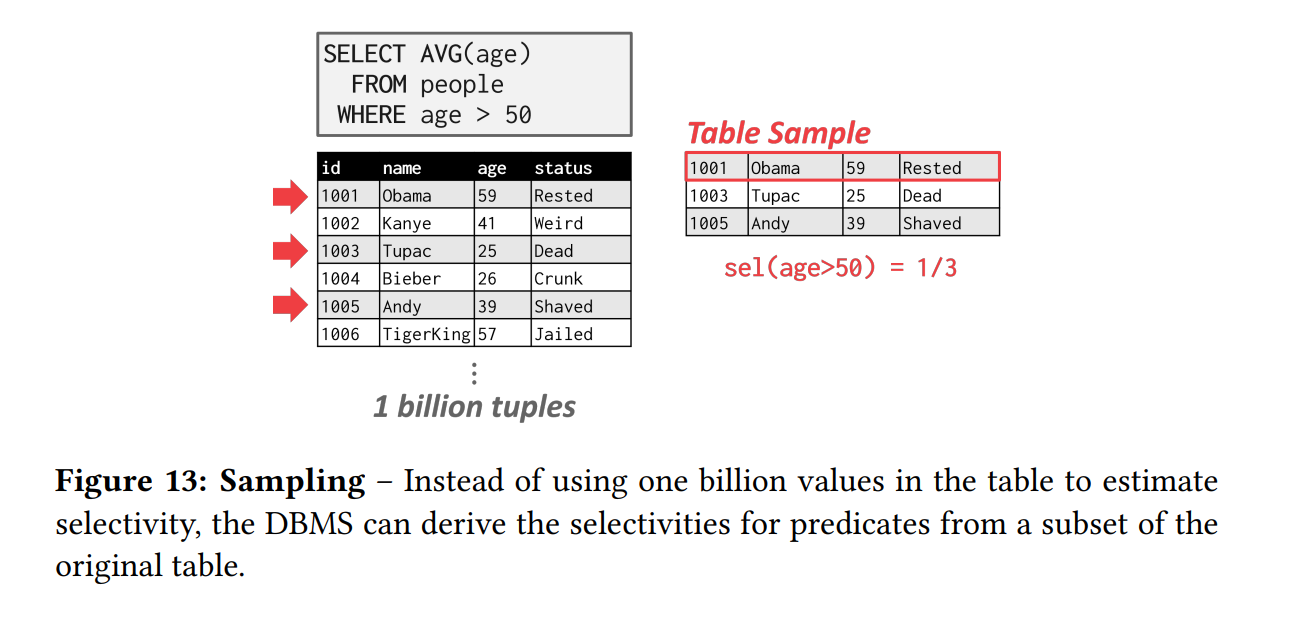 SELECT AVG(age)
FROM people
WHERE age > 50
id name age status
1001 Obama 59 Rested
1002 Kanye 41 Weird
1003 Tupac 25 Dead
1004 Bieber 26 Crunk
1005 Andy 39 Shaved
1006 TigerKing 57 Jailed
⋮
1 billion tuples
Table Sample
1001 Obama 59 Rested
1003 Tupac 25 Dead
1005 Andy 39 Shaved
sel(age>50) = 1/3
Figure 13: Sampling – Instead of using one billion values in the table to estimate
selectivity, the DBMS can derive the selectivities for predicates from a subset of the
original table.